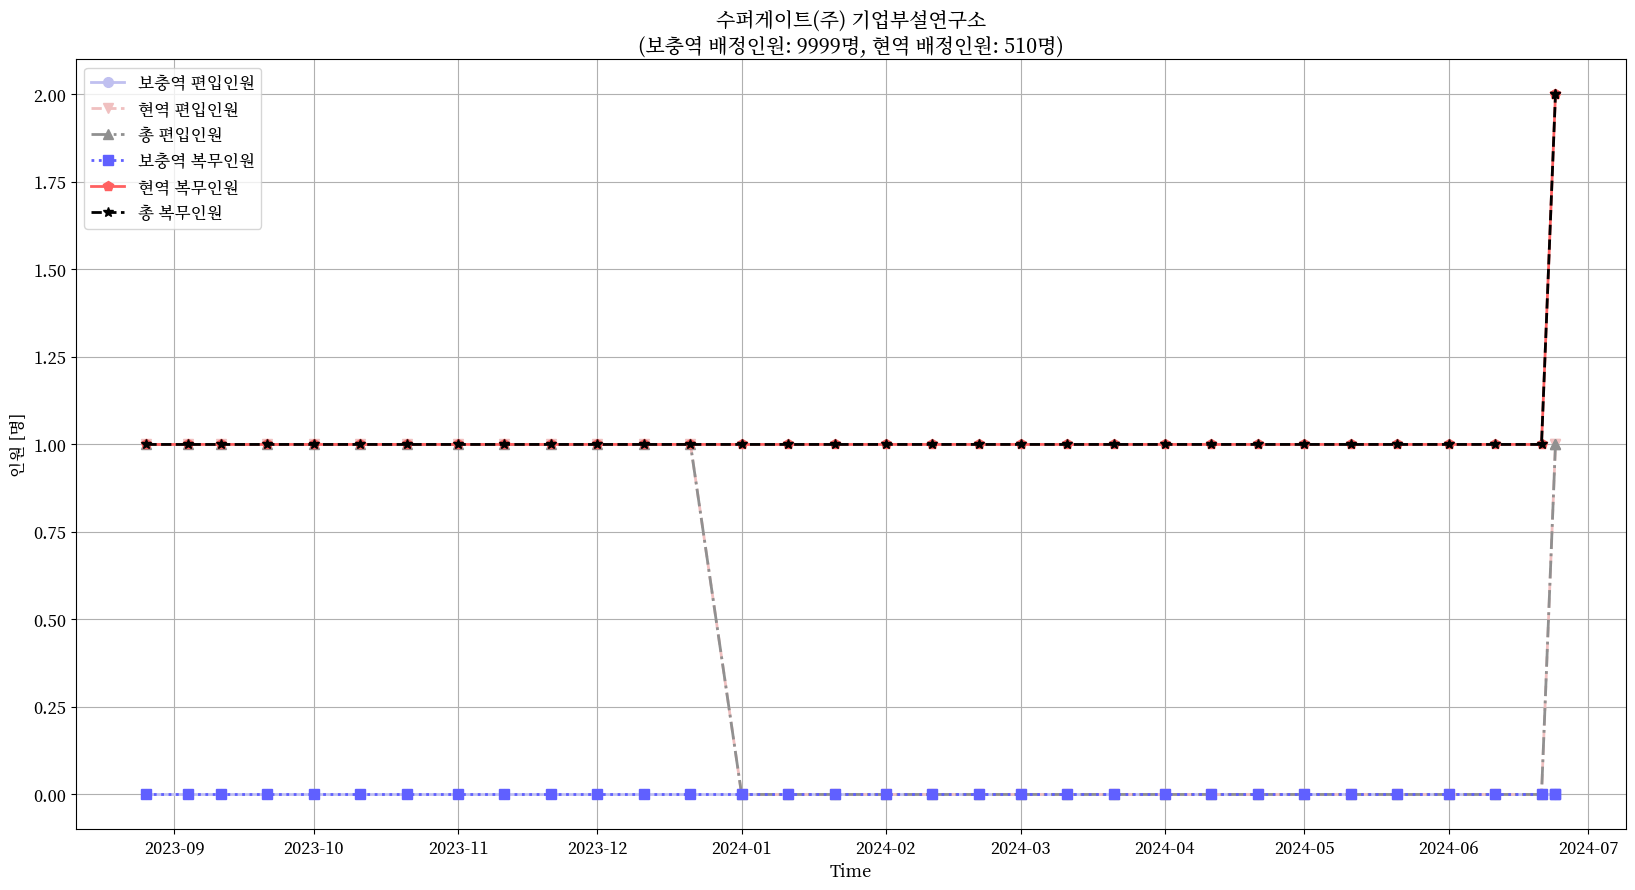 수퍼게이트(주) 기업부설연구소
(보충역 배정인원: 9999명, 현역 배정인원: 510명)
보충역 편입인원
현역 편입인원
총 편입인원
보충역 복무인원
현역 복무인원
총 복무인원
2.00
1.75
1.50
1.25
1.00
0.75
0.50
0.25
0.00
인원 [명]
2023-09 2023-10 2023-11 2023-12 2024-01 2024-02 2024-03 2024-04 2024-05 2024-06 2024-07
Time